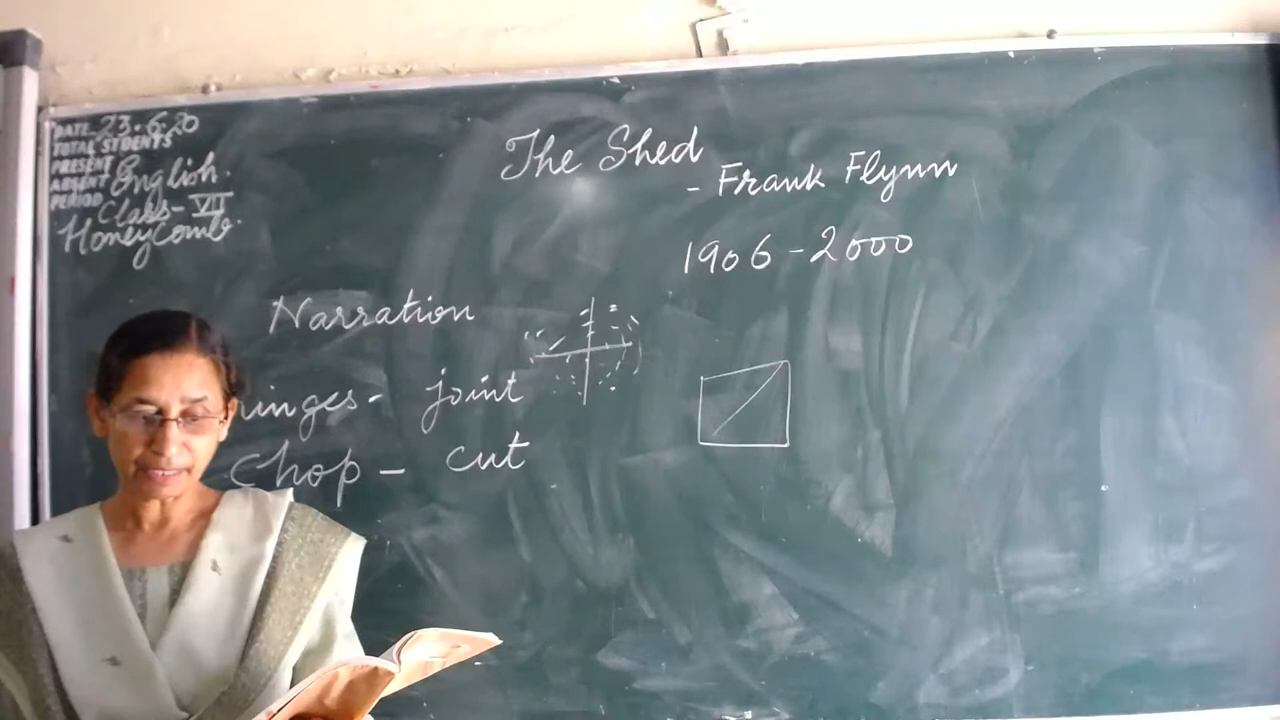 DATE 23.6.20
TOTAL STUDENTS
PRESENT
ABSENT English.
PERIOD Class - VII
Honeycomb.
The Shed
- Frank Flynn
1906 - 2000
Narration
inges - joint
Chop - cut